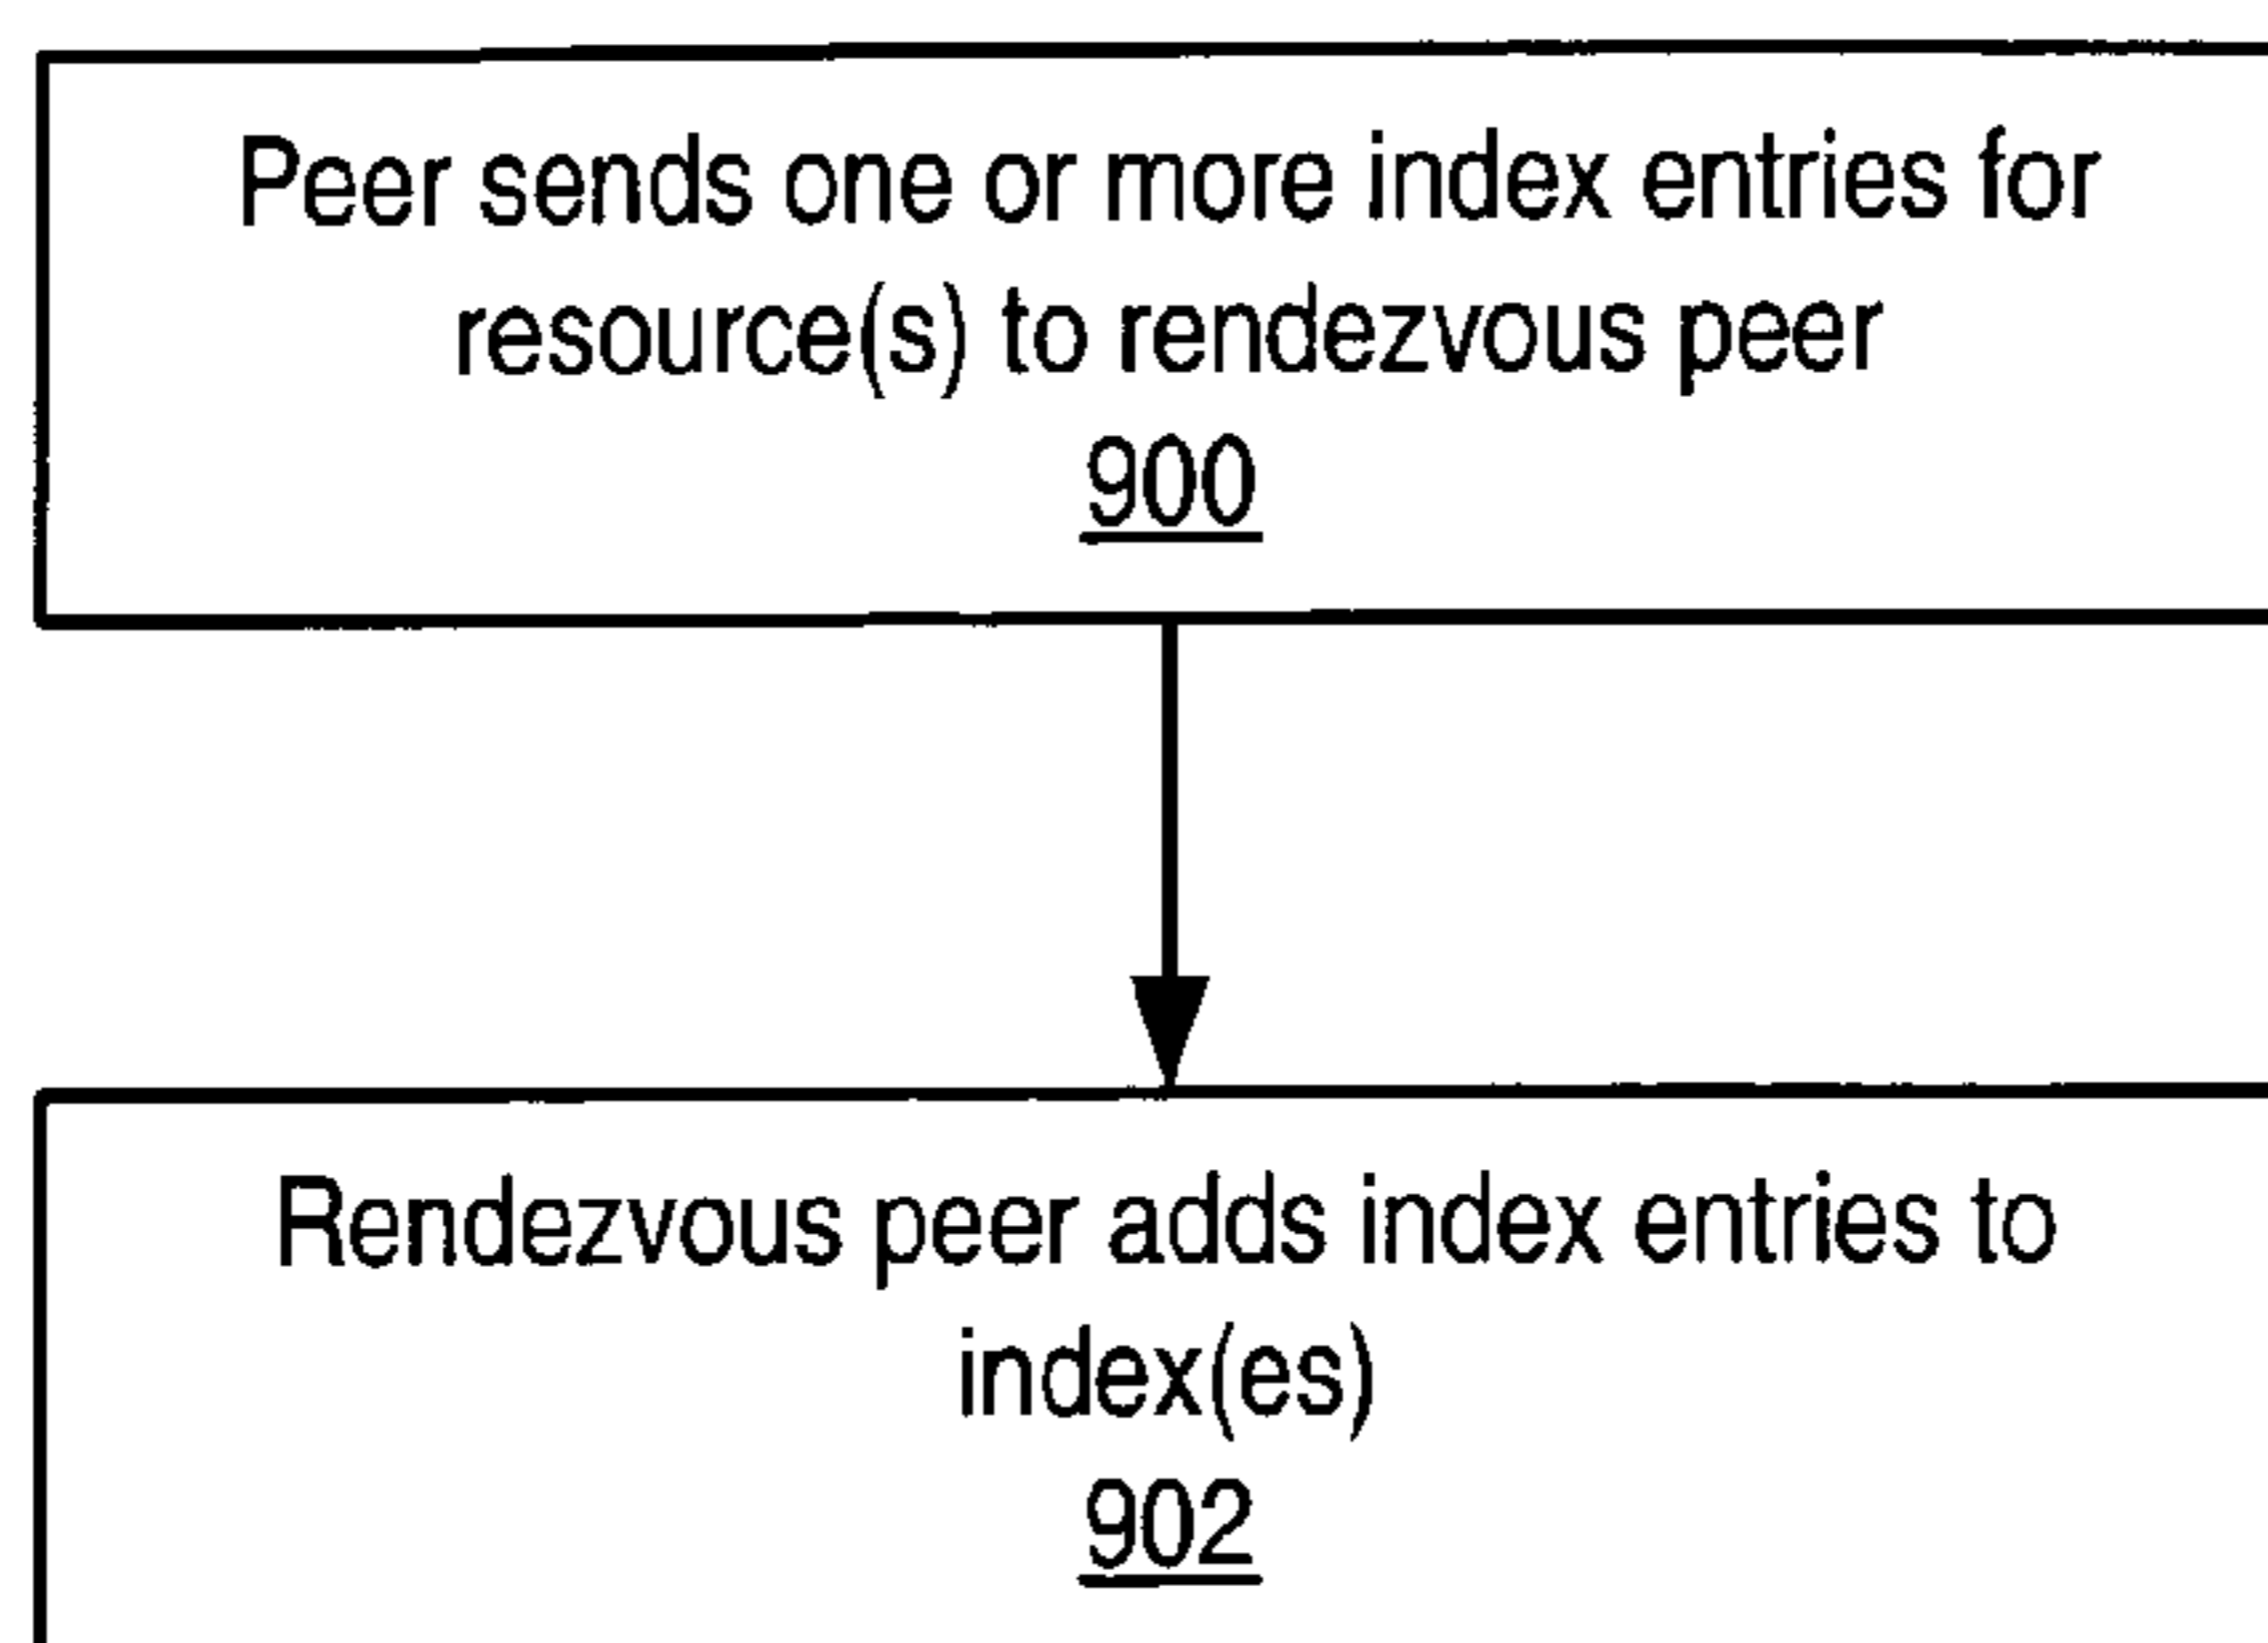 Peer sends one or more index entries for
resource(s) to rendezvous peer
900
Rendezvous peer adds index entries to
index(es)
902